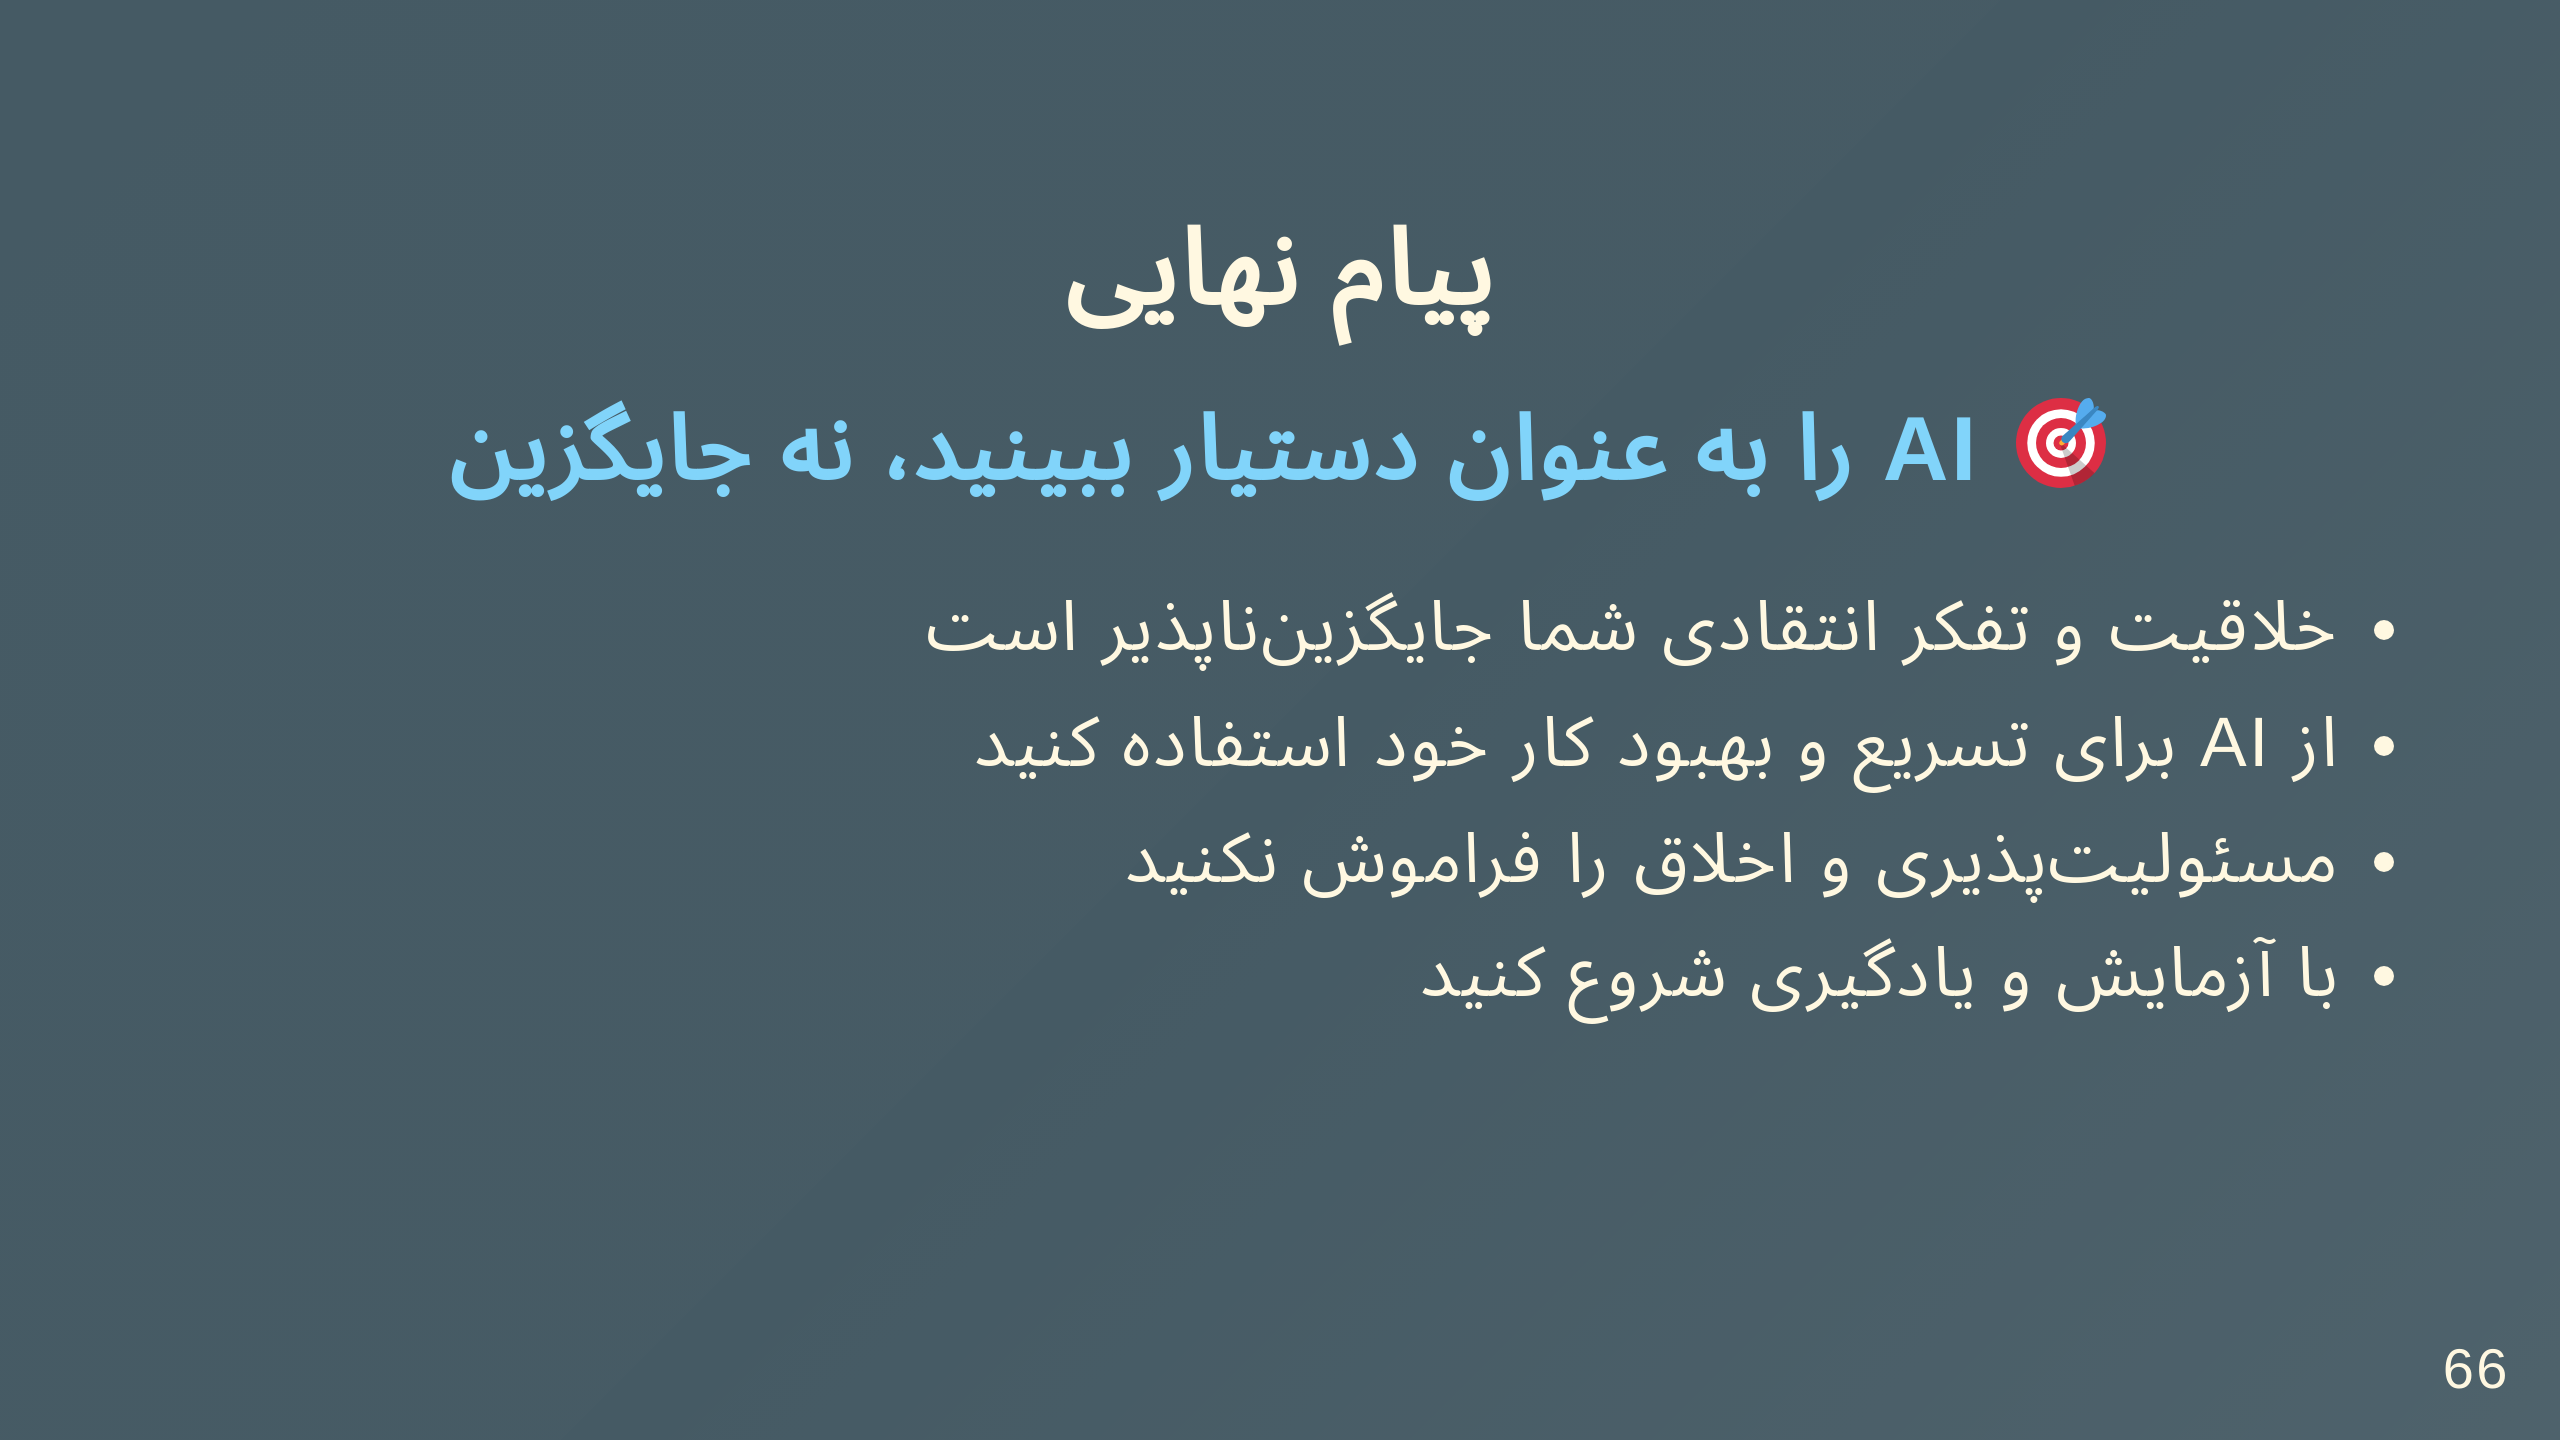 پیام نهایی
🎯 AI را به عنوان دستیار ببینید، نه جایگزین
• خلاقیت و تفکر انتقادی شما جایگزین‌ناپذیر است
• از AI برای تسریع و بهبود کار خود استفاده کنید
• مسئولیت‌پذیری و اخلاق را فراموش نکنید
• با آزمایش و یادگیری شروع کنید
66